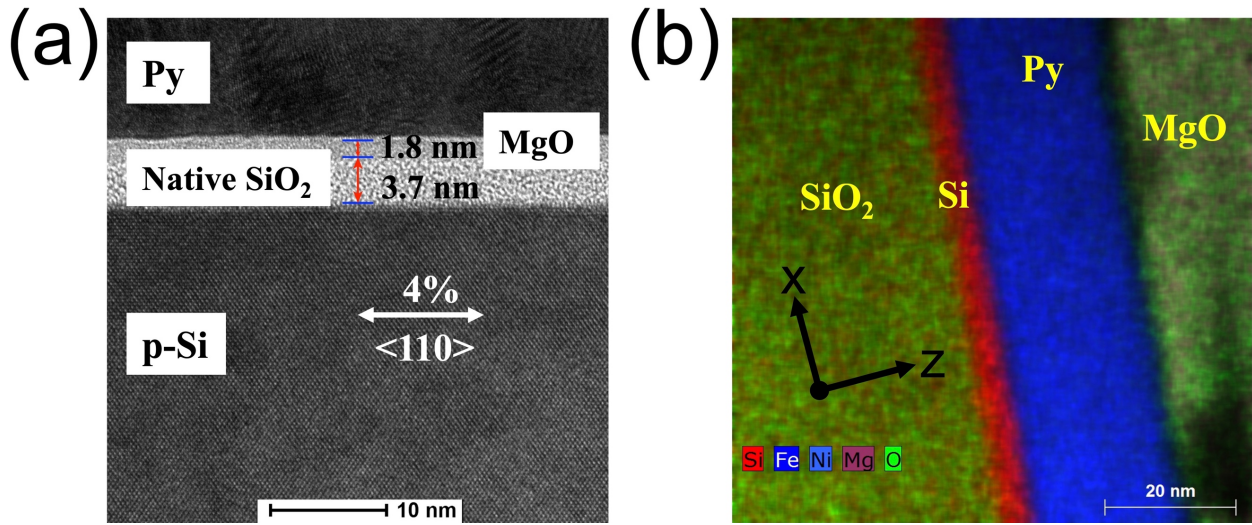 (a)
Py
MgO
1.8 nm
Native SiO₂
3.7 nm
4%
<110>
p-Si
10 nm
(b)
Py
MgO
SiO₂
Si
X
Z
Si Fe Ni Mg O
20 nm